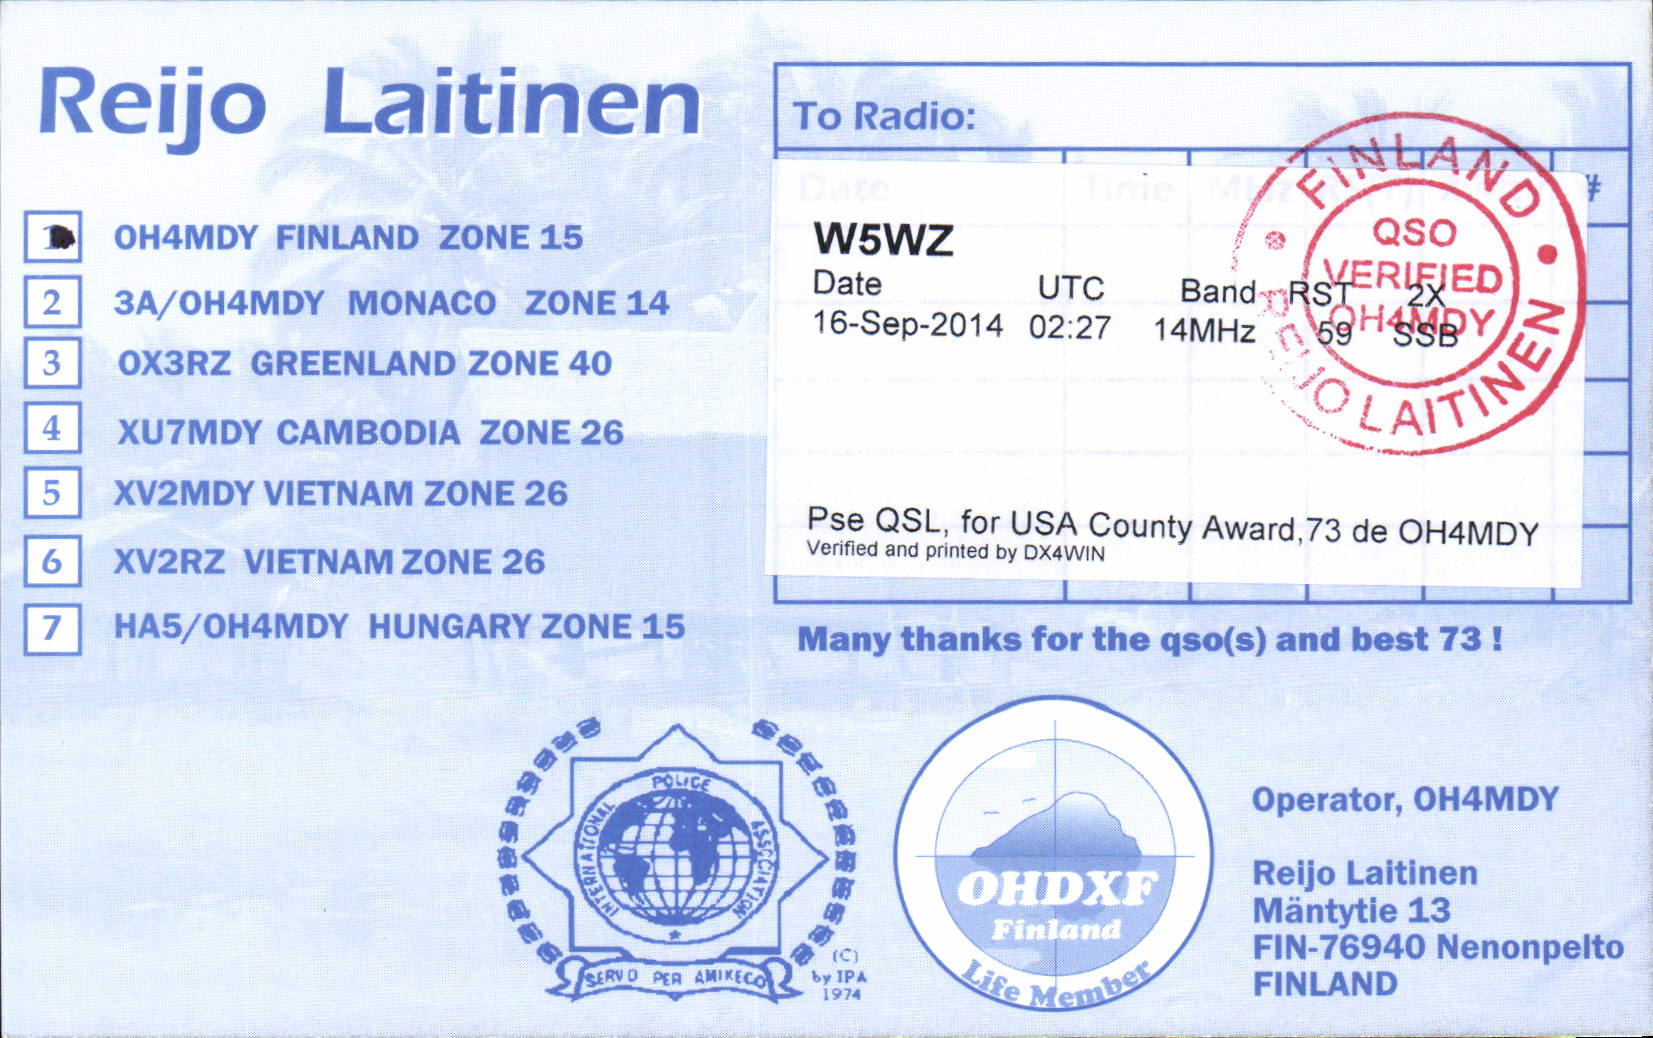 Reijo Laitinen
1 OH4MDY FINLAND ZONE 15
2 3A/OH4MDY MONACO ZONE 14
3 OX3RZ GREENLAND ZONE 40
4 XU7MDY CAMBODIA ZONE 26
5 XV2MDY VIETNAM ZONE 26
6 XV2RZ VIETNAM ZONE 26
7 HA5/OH4MDY HUNGARY ZONE 15
To Radio:
Date Time MHz #
W5WZ
Date UTC Band RST 2X
16-Sep-2014 02:27 14MHz 59 SSB
Pse QSL, for USA County Award,73 de OH4MDY
Verified and printed by DX4WIN
FINLAND
QSO
VERIFIED
OH4MDY
REIJO LAITINEN
Many thanks for the qso(s) and best 73 !
INTERNATIONAL POLICE ASSOCIATION
SERVO PER AMIKECO
(C)
by IPA
1974
OHDXF
Finland
Life Member
Operator, OH4MDY
Reijo Laitinen
Mäntytie 13
FIN-76940 Nenonpelto
FINLAND